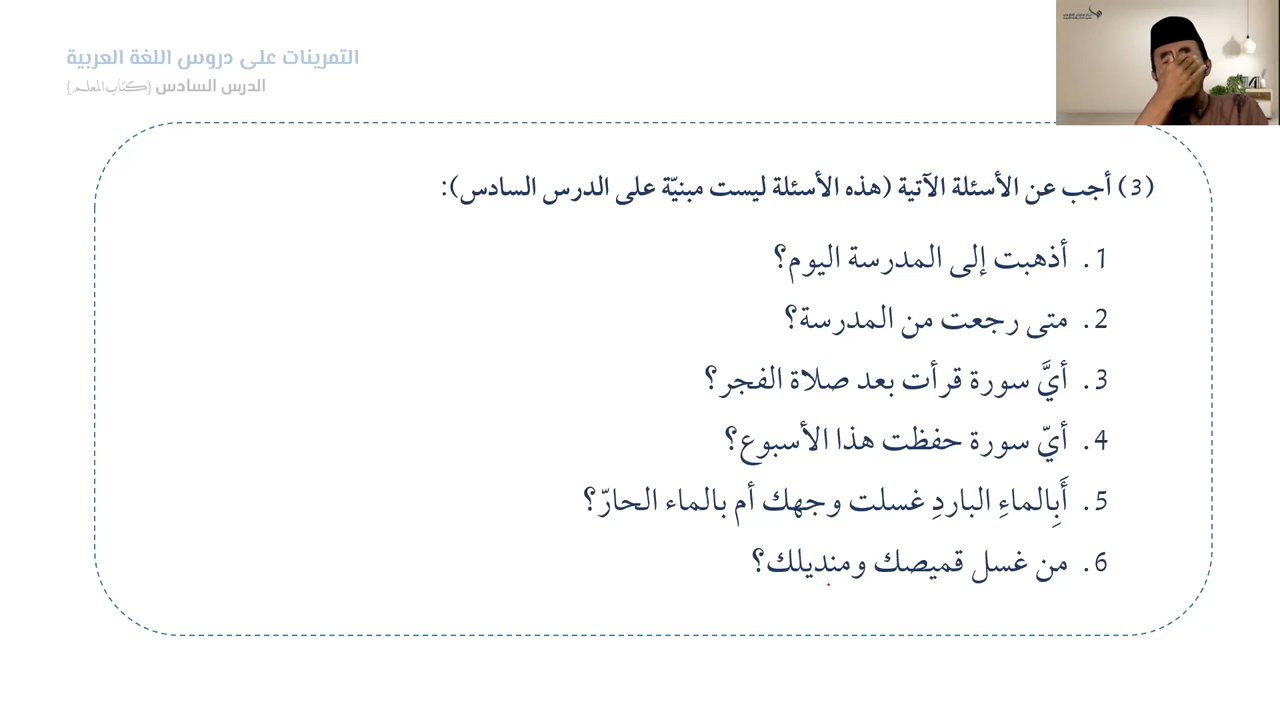 التمرينات على دروس اللغة العربية
الدرس السادس (كتاب المعلم)
(3) أجب عن الأسئلة الآتية (هذه الأسئلة ليست مبنيّة على الدرس السادس):
1. أذهبت إلى المدرسة اليوم؟
2. متى رجعت من المدرسة؟
3. أيَّ سورة قرأت بعد صلاة الفجر؟
4. أيّ سورة حفظت هذا الأسبوع؟
5. أَبِالماءِ الباردِ غسلت وجهك أم بالماء الحارّ؟
6. من غسل قميصك ومنديلك؟